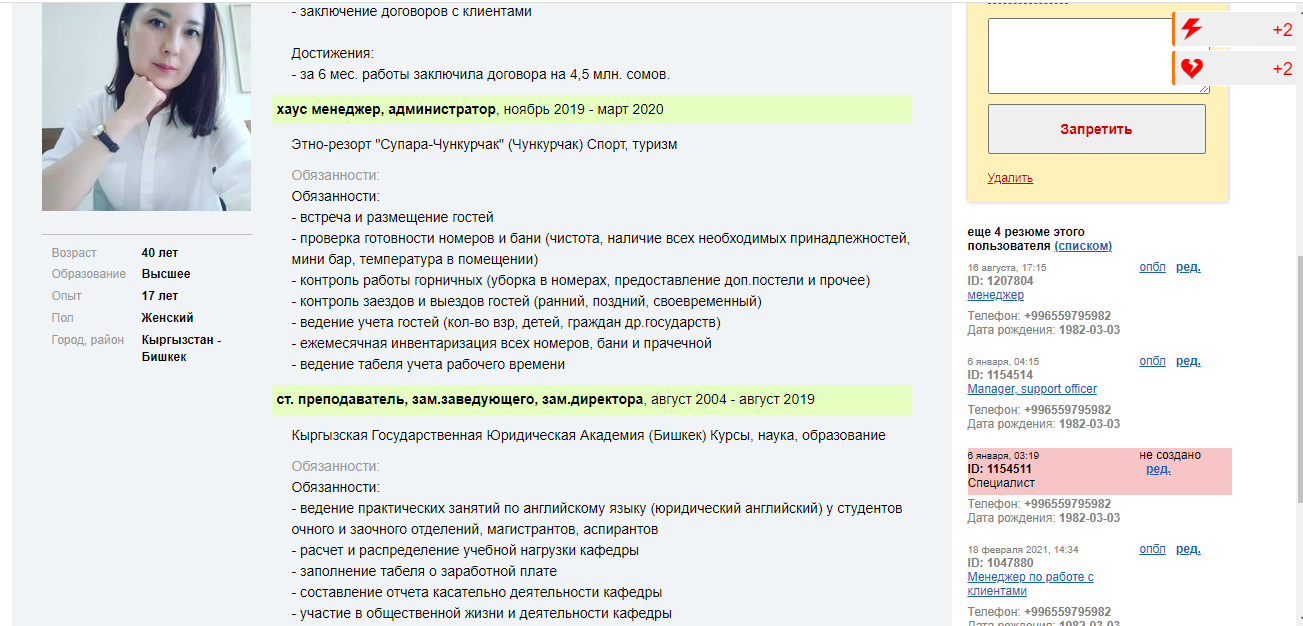 - заключение договоров с клиентами
Достижения:
- за 6 мес. работы заключила договора на 4,5 млн. сомов.
хаус менеджер, администратор, ноябрь 2019 - март 2020
Этно-резорт "Супара-Чункурчак" (Чункурчак) Спорт, туризм
Обязанности:
Обязанности:
- встреча и размещение гостей
- проверка готовности номеров и бани (чистота, наличие всех необходимых принадлежностей,
мини бар, температура в помещении)
- контроль работы горничных (уборка в номерах, предоставление доп.постели и прочее)
- контроль заездов и выездов гостей (ранний, поздний, своевременный)
- ведение учета гостей (кол-во взр, детей, граждан др.государств)
- ежемесячная инвентаризация всех номеров, бани и прачечной
- ведение табеля учета рабочего времени
ст. преподаватель, зам.заведующего, зам.директора, август 2004 - август 2019
Кыргызская Государственная Юридическая Академия (Бишкек) Курсы, наука, образование
Обязанности:
Обязанности:
- ведение практических занятий по английскому языку (юридический английский) у студентов
очного и заочного отделений, магистрантов, аспирантов
- расчет и распределение учебной нагрузки кафедры
- заполнение табеля о заработной плате
- составление отчета касательно деятельности кафедры
- участие в общественной жизни и деятельности кафедры
Возраст 40 лет
Образование Высшее
Опыт 17 лет
Пол Женский
Город, район Кыргызстан -
Бишкек
+2
+2
Запретить
Удалить
еще 4 резюме этого
пользователя (списком)
16 августа, 17:15 опбл ред.
ID: 1207804
менеджер
Телефон: +996559795982
Дата рождения: 1982-03-03
6 января, 04:15 опбл ред.
ID: 1154514
Manager, support officer
Телефон: +996559795982
Дата рождения: 1982-03-03
6 января, 03:19 не создано
ID: 1154511 ред.
Специалист
Телефон: +996559795982
Дата рождения: 1982-03-03
18 февраля 2021, 14:34 опбл ред.
ID: 1047880
Менеджер по работе с
клиентами
Телефон: +996559795982
Дата рождения: 1982-03-03